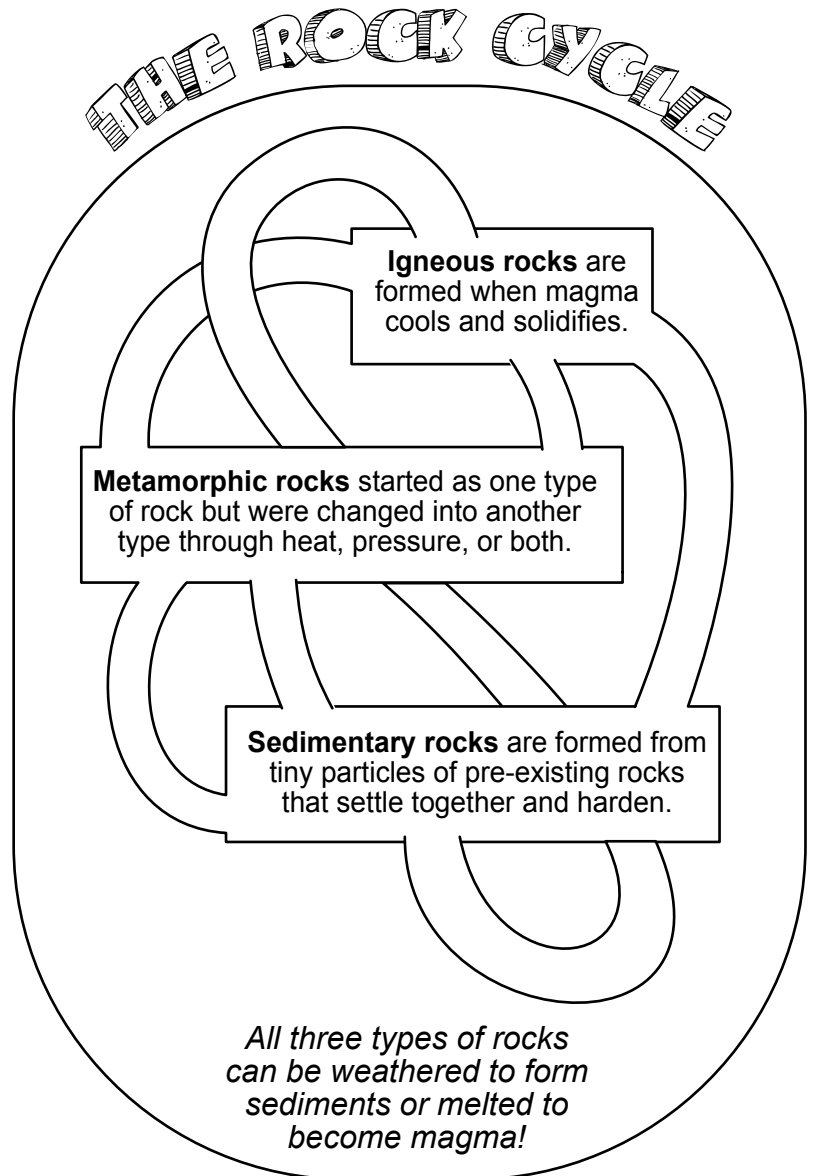 THE ROCK CYCLE
Igneous rocks are
formed when magma
cools and solidifies.
Metamorphic rocks started as one type
of rock but were changed into another
type through heat, pressure, or both.
Sedimentary rocks are formed from
tiny particles of pre-existing rocks
that settle together and harden.
All three types of rocks
can be weathered to form
sediments or melted to
become magma!